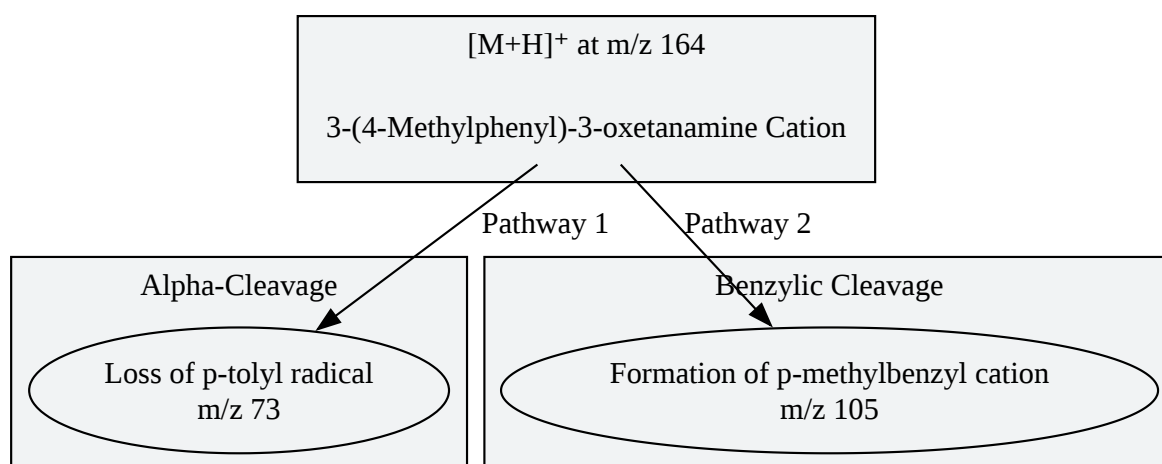 [M+H]⁺ at m/z 164
3-(4-Methylphenyl)-3-oxetanamine Cation
Pathway 1
Pathway 2
Alpha-Cleavage
Loss of p-tolyl radical
m/z 73
Benzylic Cleavage
Formation of p-methylbenzyl cation
m/z 105